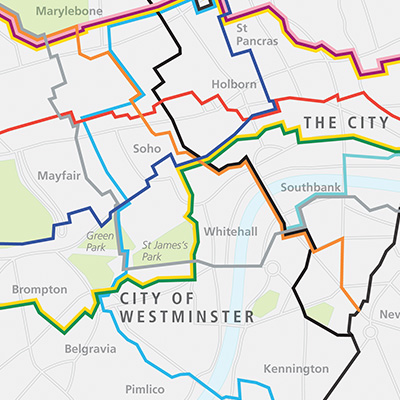 Marylebone
St
Pancras
Holborn
THE CITY
Soho
Mayfair
Southbank
Green
Park
St James's
Park
Whitehall
Brompton
CITY OF
WESTMINSTER
New
Belgravia
Kennington
Pimlico